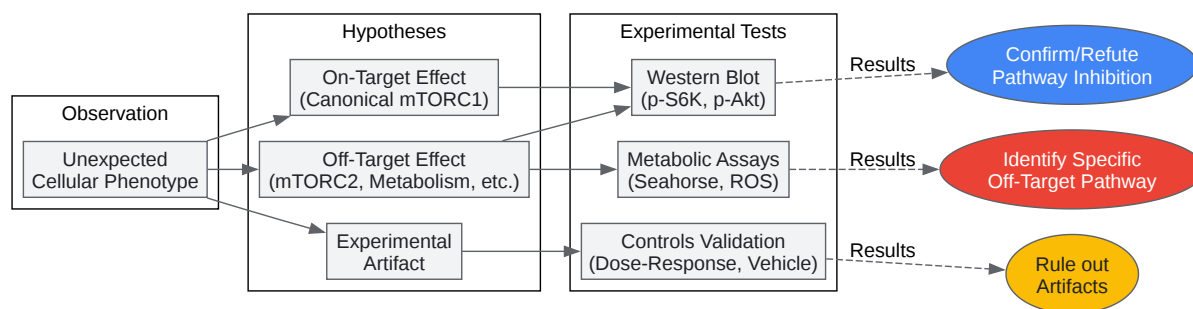 Observation
Unexpected
Cellular Phenotype
Hypotheses
On-Target Effect
(Canonical mTORC1)
Off-Target Effect
(mTORC2, Metabolism, etc.)
Experimental
Artifact
Experimental Tests
Western Blot
(p-S6K, p-Akt)
Metabolic Assays
(Seahorse, ROS)
Controls Validation
(Dose-Response, Vehicle)
Results
Confirm/Refute
Pathway Inhibition
Results
Identify Specific
Off-Target Pathway
Results
Rule out
Artifacts